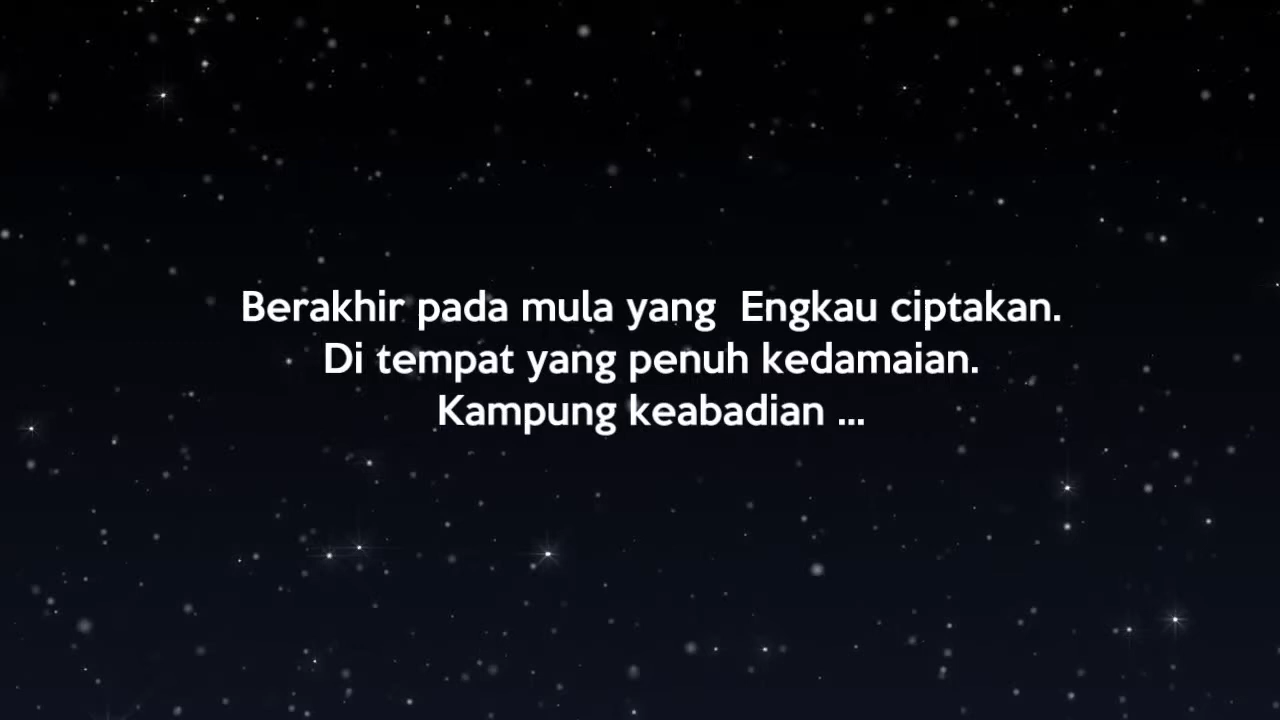 Berakhir pada mula yang  Engkau ciptakan.
Di tempat yang penuh kedamaian.
Kampung keabadian ...